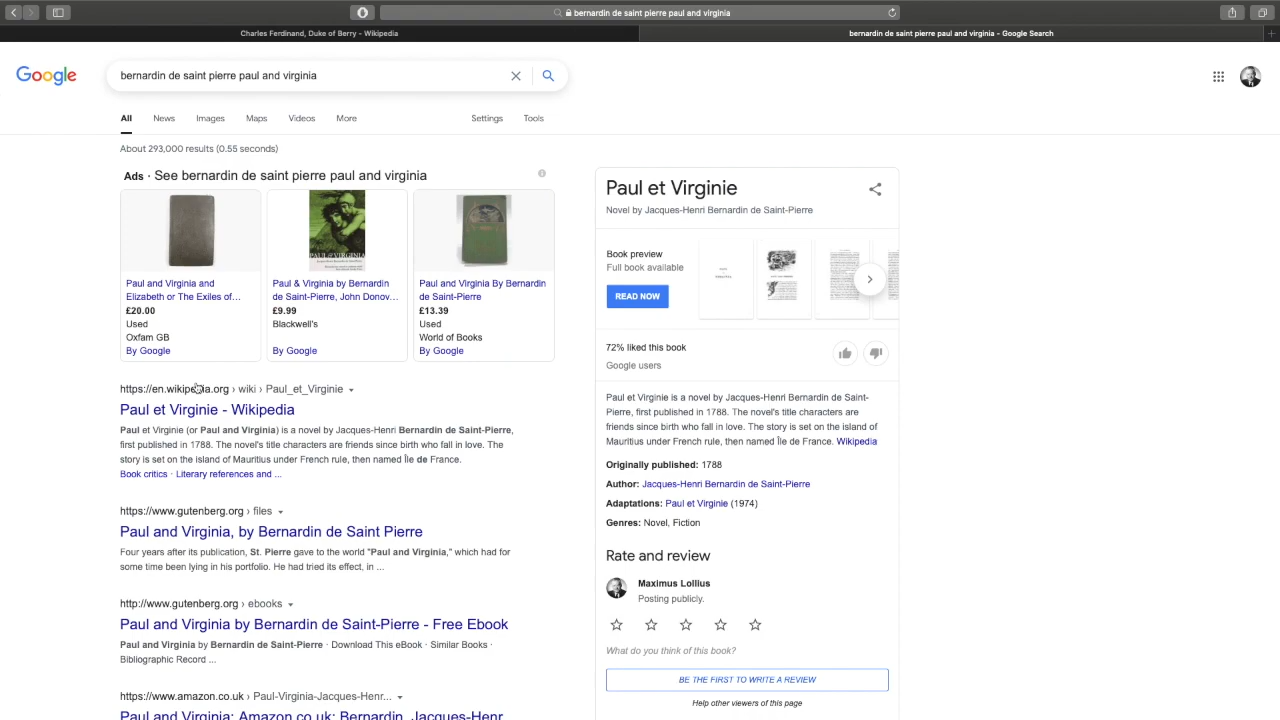 bernardin de saint pierre paul and virginia
Charles Ferdinand, Duke of Berry - Wikipedia
bernardin de saint pierre paul and virginia - Google Search
Google
bernardin de saint pierre paul and virginia
All News Images Maps Videos More Settings Tools
About 293,000 results (0.55 seconds)
Ads · See bernardin de saint pierre paul and virginia
PAUL & VIRGINIA
Paul and Virginia and
Elizabeth or The Exiles of...
£20.00
Used
Oxfam GB
By Google
Paul & Virginia by Bernardin
de Saint-Pierre, John Donov...
£9.99
Blackwell's
By Google
Paul and Virginia By Bernardin
de Saint-Pierre
£13.39
Used
World of Books
By Google
https://en.wikipedia.org › wiki › Paul_et_Virginie
Paul et Virginie - Wikipedia
Paul et Virginie (or Paul and Virginia) is a novel by Jacques-Henri Bernardin de Saint-Pierre,
first published in 1788. The novel's title characters are friends since birth who fall in love. The
story is set on the island of Mauritius under French rule, then named Île de France.
Book critics · Literary references and ...
https://www.gutenberg.org › files
Paul and Virginia, by Bernardin de Saint Pierre
Four years after its publication, St. Pierre gave to the world "Paul and Virginia," which had for
some time been lying in his portfolio. He had tried its effect, in ...
http://www.gutenberg.org › ebooks
Paul and Virginia by Bernardin de Saint-Pierre - Free Ebook
Paul and Virginia by Bernardin de Saint-Pierre · Download This eBook · Similar Books ·
Bibliographic Record ...
https://www.amazon.co.uk › Paul-Virginia-Jacques-Henr...
Paul and Virginia: Amazon.co.uk: Bernardin, Jacques-Henr
Paul et Virginie
Novel by Jacques-Henri Bernardin de Saint-Pierre
Book preview
Full book available
READ NOW
72% liked this book
Google users
Paul et Virginie is a novel by Jacques-Henri Bernardin de Saint-
Pierre, first published in 1788. The novel's title characters are
friends since birth who fall in love. The story is set on the island of
Mauritius under French rule, then named Île de France. Wikipedia
Originally published: 1788
Author: Jacques-Henri Bernardin de Saint-Pierre
Adaptations: Paul et Virginie (1974)
Genres: Novel, Fiction
Rate and review
Maximus Lollius
Posting publicly.
What do you think of this book?
BE THE FIRST TO WRITE A REVIEW
Help other viewers of this page